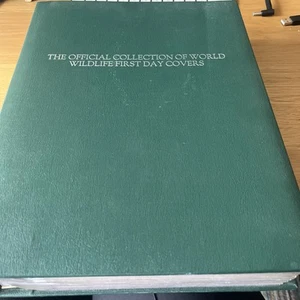 THE OFFICIAL COLLECTION OF WORLD
WILDLIFE FIRST DAY COVERS